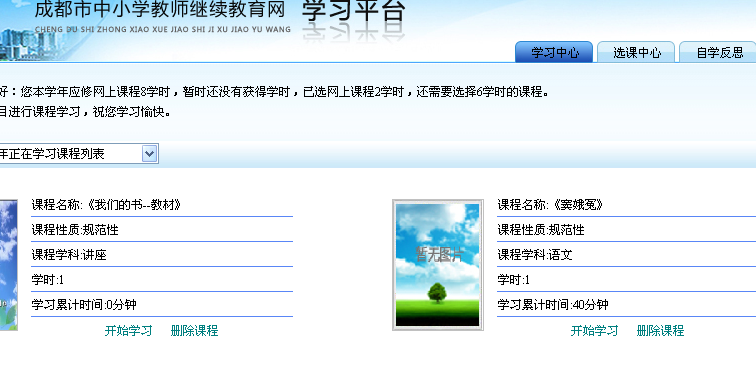 成都市中小学教师继续教育网 学习平台
CHENG DU SHI ZHONG XIAO XUE JIAO SHI JI XU JIAO YU WANG
学习中心 选课中心 自学反思
好：您本学年应修网上课程8学时，暂时还没有获得学时，已选网上课程2学时，还需要选择6学时的课程。
目进行课程学习，祝您学习愉快。
年正在学习课程列表
课程名称:《我们的书--教材》
课程性质:规范性
课程学科:讲座
学时:1
学习累计时间:0分钟
开始学习 删除课程
暂无图片
课程名称:《窦娥冤》
课程性质:规范性
课程学科:语文
学时:1
学习累计时间:40分钟
开始学习 删除课程